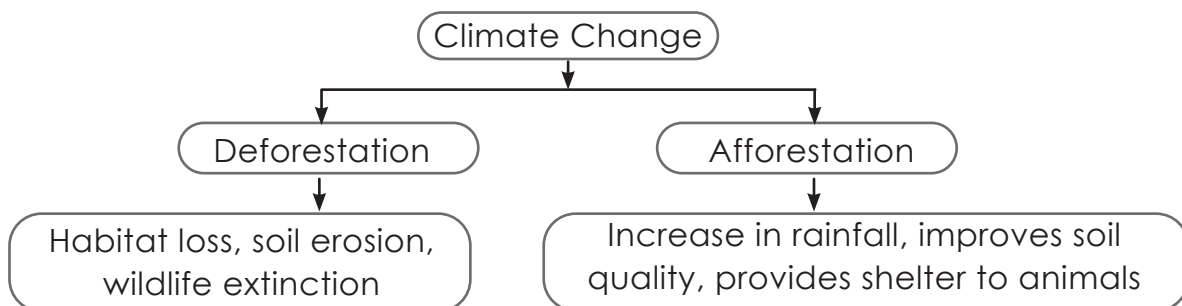 Climate Change
Deforestation
Afforestation
Habitat loss, soil erosion,
wildlife extinction
Increase in rainfall, improves soil
quality, provides shelter to animals